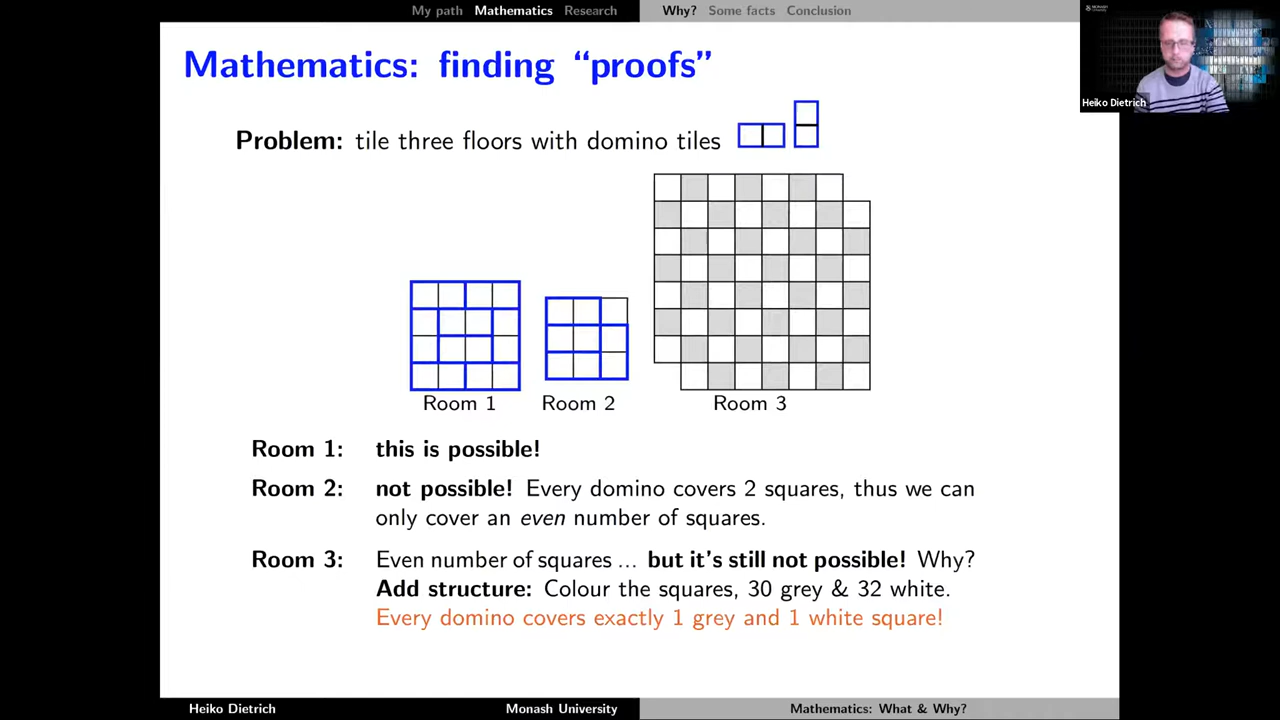 My path Mathematics Research Why? Some facts Conclusion
MONASH University
Heiko Dietrich
Mathematics: finding “proofs”
Problem: tile three floors with domino tiles
Room 1 Room 2 Room 3
Room 1: this is possible!
Room 2: not possible! Every domino covers 2 squares, thus we can
only cover an even number of squares.
Room 3: Even number of squares ... but it's still not possible! Why?
Add structure: Colour the squares, 30 grey & 32 white.
Every domino covers exactly 1 grey and 1 white square!
Heiko Dietrich Monash University Mathematics: What & Why?